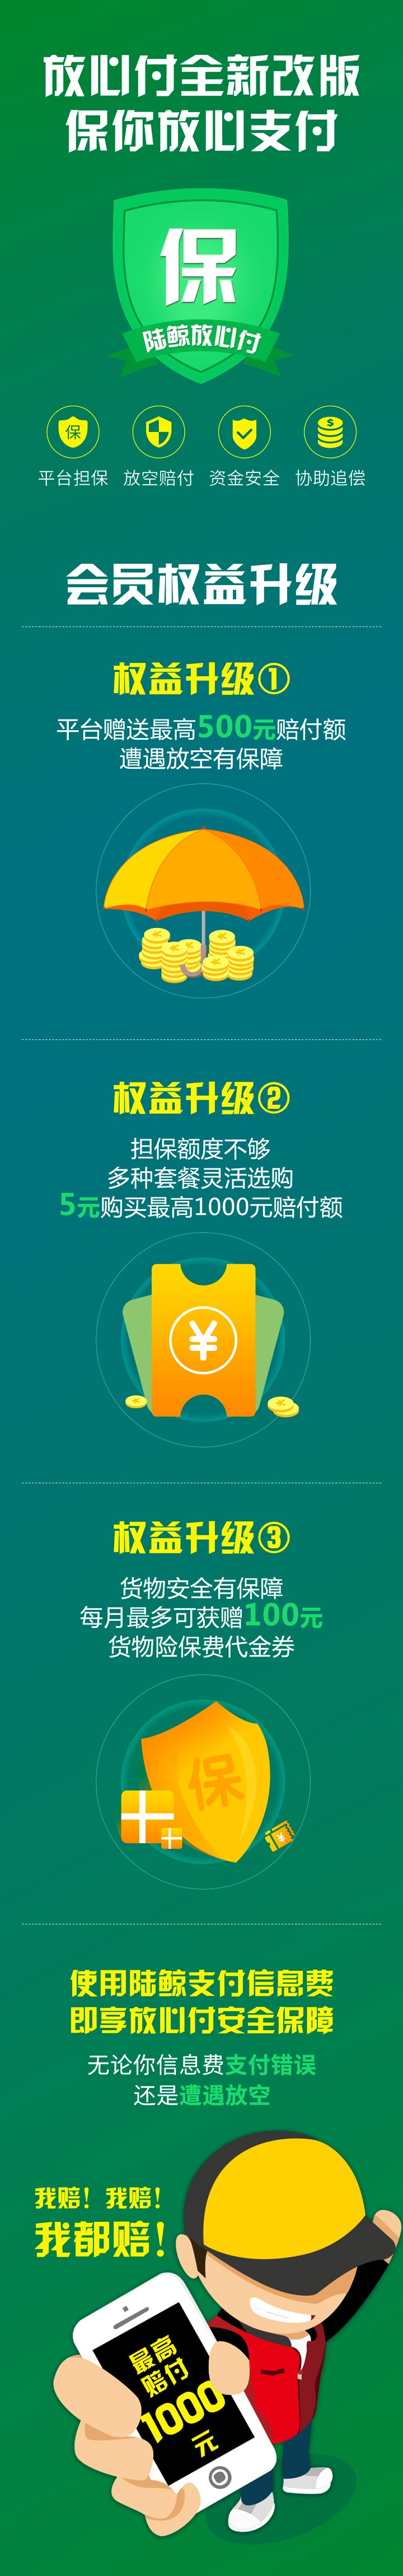 放心付全新改版
保你放心支付
保
陆鲸放心付
保
$
平台担保 放空赔付 资金安全 协助追偿
会员权益升级
权益升级①
平台赠送最高500元赔付额
遭遇放空有保障
权益升级②
担保额度不够
多种套餐灵活选购
5元购买最高1000元赔付额
¥
权益升级③
货物安全有保障
每月最多可获赠100元
货物险保费代金券
保
¥
使用陆鲸支付信息费
即享放心付安全保障
无论你信息费支付错误
还是遭遇放空
我赔！我赔！
我都赔！
最高
赔付
1000
元